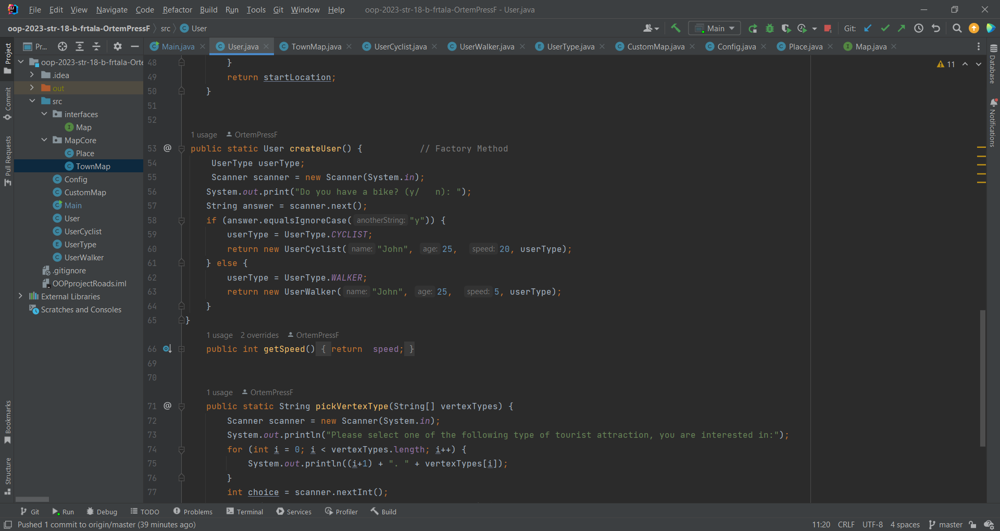 File Edit View Navigate Code Refactor Build Run Tools Git Window Help oop-2023-str-18-b-frtala-OrtemPressF - User.java
oop-2023-str-18-b-frtala-OrtemPressF src User Main Git:
Pr... Main.java User.java TownMap.java UserCyclist.java UserWalker.java UserType.java CustomMap.java Config.java Place.java Map.java
Project
Commit
Pull Requests
Bookmarks
Structure
oop-2023-str-18-b-frtala-Orte
.idea
out
src
interfaces
Map
MapCore
Place
TownMap
Config
CustomMap
Main
User
UserCyclist
UserType
UserWalker
.gitignore
OOPprojectRoads.iml
External Libraries
Scratches and Consoles
11
48 }
49 return startLocation;
50 }
51
52
1 usage OrtemPressF
53 @ public static User createUser() { // Factory Method
54 UserType userType;
55 Scanner scanner = new Scanner(System.in);
56 System.out.print("Do you have a bike? (y/ n): ");
57 String answer = scanner.next();
58 if (answer.equalsIgnoreCase( anotherString: "y")) {
59 userType = UserType.CYCLIST;
60 return new UserCyclist( name: "John", age: 25, speed: 20, userType);
61 } else {
62 userType = UserType.WALKER;
63 return new UserWalker( name: "John", age: 25, speed: 5, userType);
64 }
65 }
1 usage 2 overrides OrtemPressF
66 public int getSpeed() { return speed; }
69
70
1 usage OrtemPressF
71 @ public static String pickVertexType(String[] vertexTypes) {
72 Scanner scanner = new Scanner(System.in);
73 System.out.println("Please select one of the following type of tourist attraction, you are interested in:");
74 for (int i = 0; i < vertexTypes.length; i++) {
75 System.out.println((i+1) + ". " + vertexTypes[i]);
76 }
77 int choice = scanner.nextInt();
Database
Notifications
Git Run Debug TODO Problems Terminal Services Profiler Build
Pushed 1 commit to origin/master (39 minutes ago) 11:20 CRLF UTF-8 4 spaces master